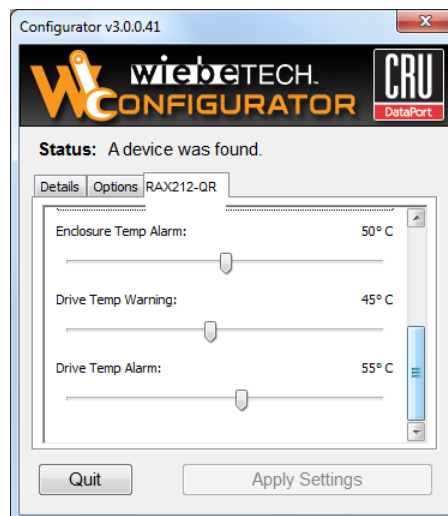 Configurator v3.0.0.41
WiebeTECH.
CONFIGURATOR
CRU
DataPort
Status: A device was found.
Details Options RAX212-QR
Enclosure Temp Alarm: 50° C
Drive Temp Warning: 45° C
Drive Temp Alarm: 55° C
Quit Apply Settings